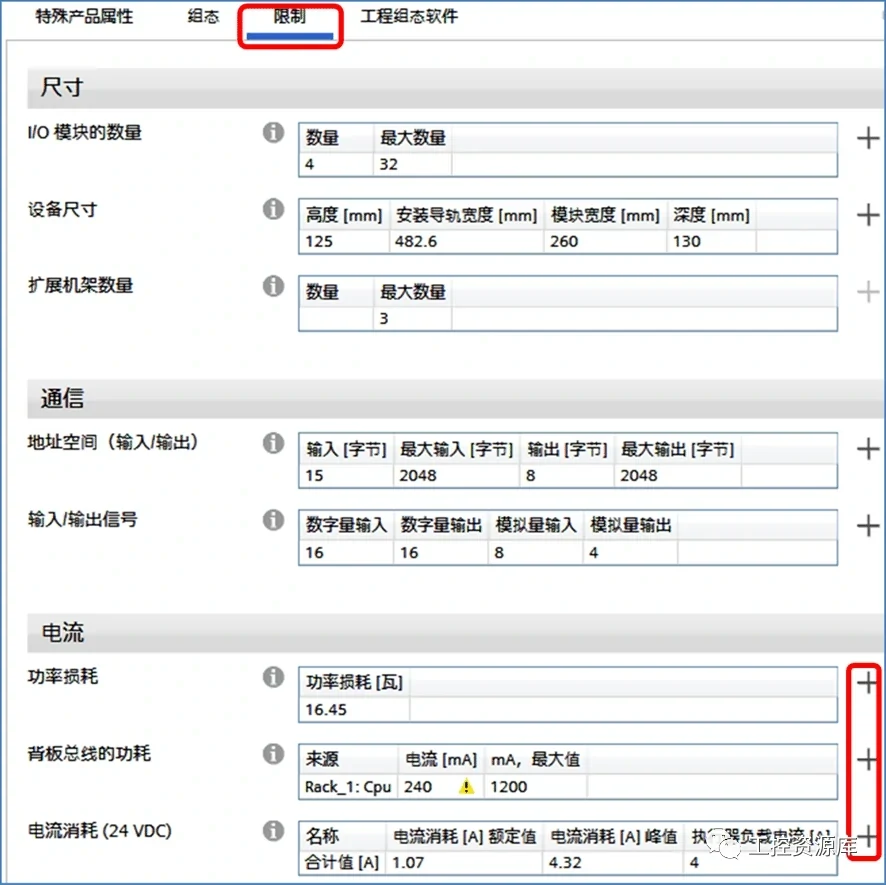 特殊产品属性 组态 限制 工程组态软件
尺寸
I/O 模块的数量
数量 最大数量
4 32
设备尺寸
高度 [mm] 安装导轨宽度 [mm] 模块宽度 [mm] 深度 [mm]
125 482.6 260 130
扩展机架数量
数量 最大数量
3
通信
地址空间（输入/输出）
输入 [字节] 最大输入 [字节] 输出 [字节] 最大输出 [字节]
15 2048 8 2048
输入/输出信号
数字量输入 数字量输出 模拟量输入 模拟量输出
16 16 8 4
电流
功率损耗
功率损耗 [瓦]
16.45
背板总线的功耗
来源 电流 [mA] mA，最大值
Rack_1: Cpu 240 1200
电流消耗 (24 VDC)
名称 电流消耗 [A] 额定值 电流消耗 [A] 峰值 执行器负载电流 [A]
合计值 [A] 1.07 4.32 4
工控资源库